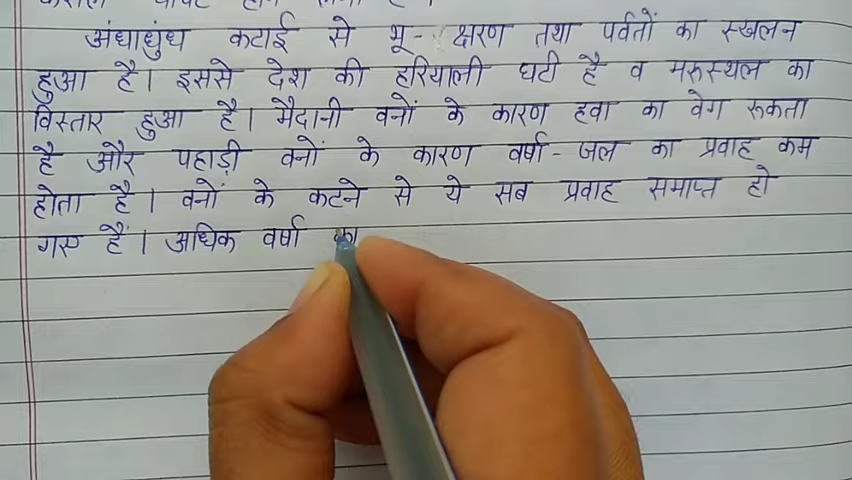 अंधाधुंध कटाई से भू- क्षरण तथा पर्वतों का स्खलन
हुआ है। इससे देश की हरियाली घटी है व मरुस्थल का
विस्तार हुआ है। मैदानी वनों के कारण हवा का वेग रुकता
है और पहाड़ी वनों के कारण वर्षा - जल का प्रवाह कम
होता है। वनों के कटने से ये सब प्रवाह समाप्त हो
गए हैं। अधिक वर्षा का